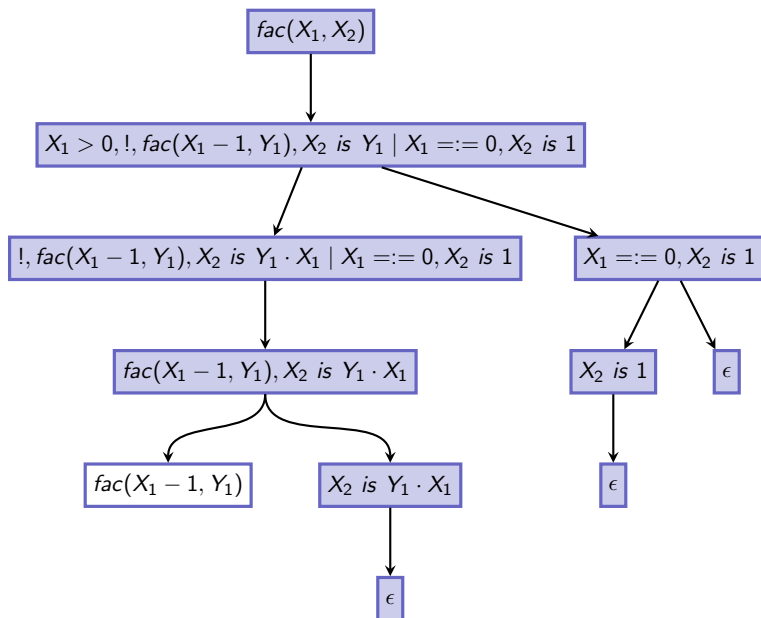 fac(X₁, X₂)
X₁ > 0, !, fac(X₁ − 1, Y₁), X₂ is Y₁ | X₁ =:= 0, X₂ is 1
!, fac(X₁ − 1, Y₁), X₂ is Y₁ · X₁ | X₁ =:= 0, X₂ is 1
X₁ =:= 0, X₂ is 1
fac(X₁ − 1, Y₁), X₂ is Y₁ · X₁
X₂ is 1
ϵ
fac(X₁ − 1, Y₁)
X₂ is Y₁ · X₁
ϵ
ϵ